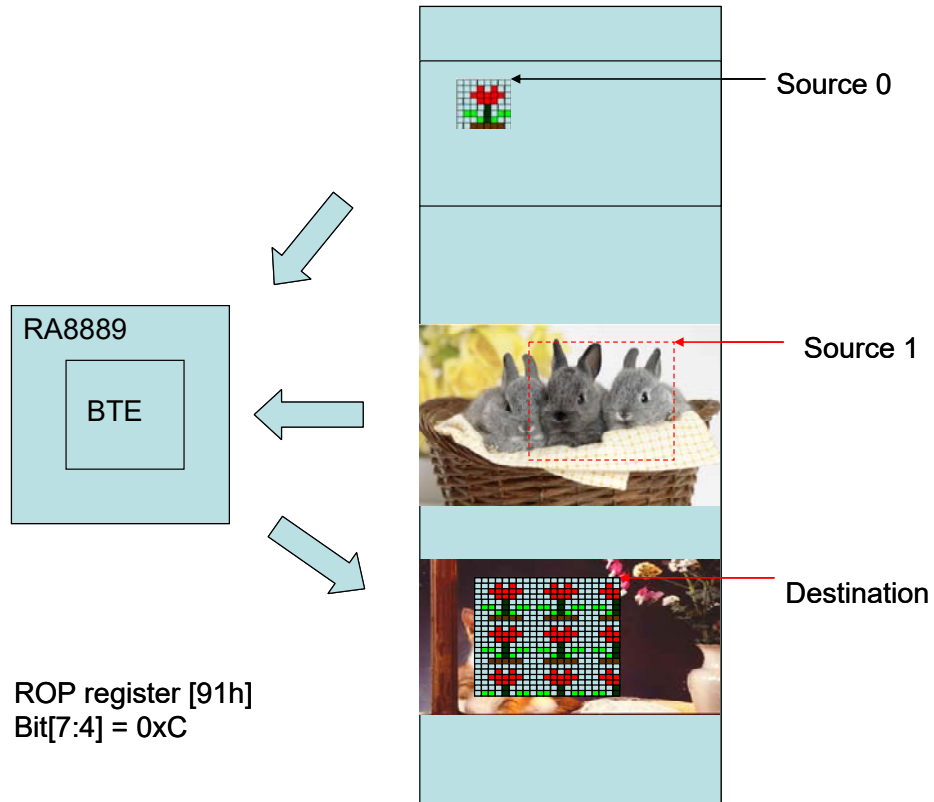 Source 0
RA8889
BTE
Source 1
Destination
ROP register [91h]
Bit[7:4] = 0xC